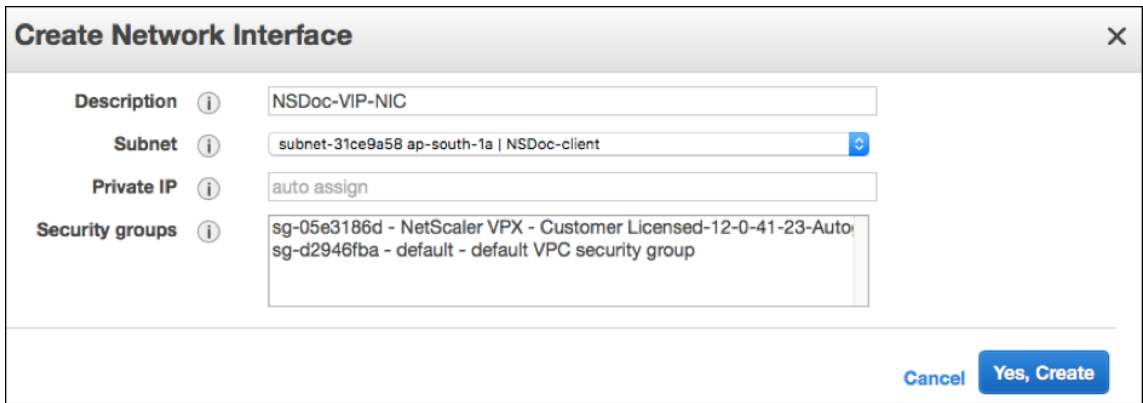 Create Network Interface
Description NSDoc-VIP-NIC
Subnet subnet-31ce9a58 ap-south-1a | NSDoc-client
Private IP auto assign
Security groups sg-05e3186d - NetScaler VPX - Customer Licensed-12-0-41-23-Auto
sg-d2946fba - default - default VPC security group
Cancel Yes, Create